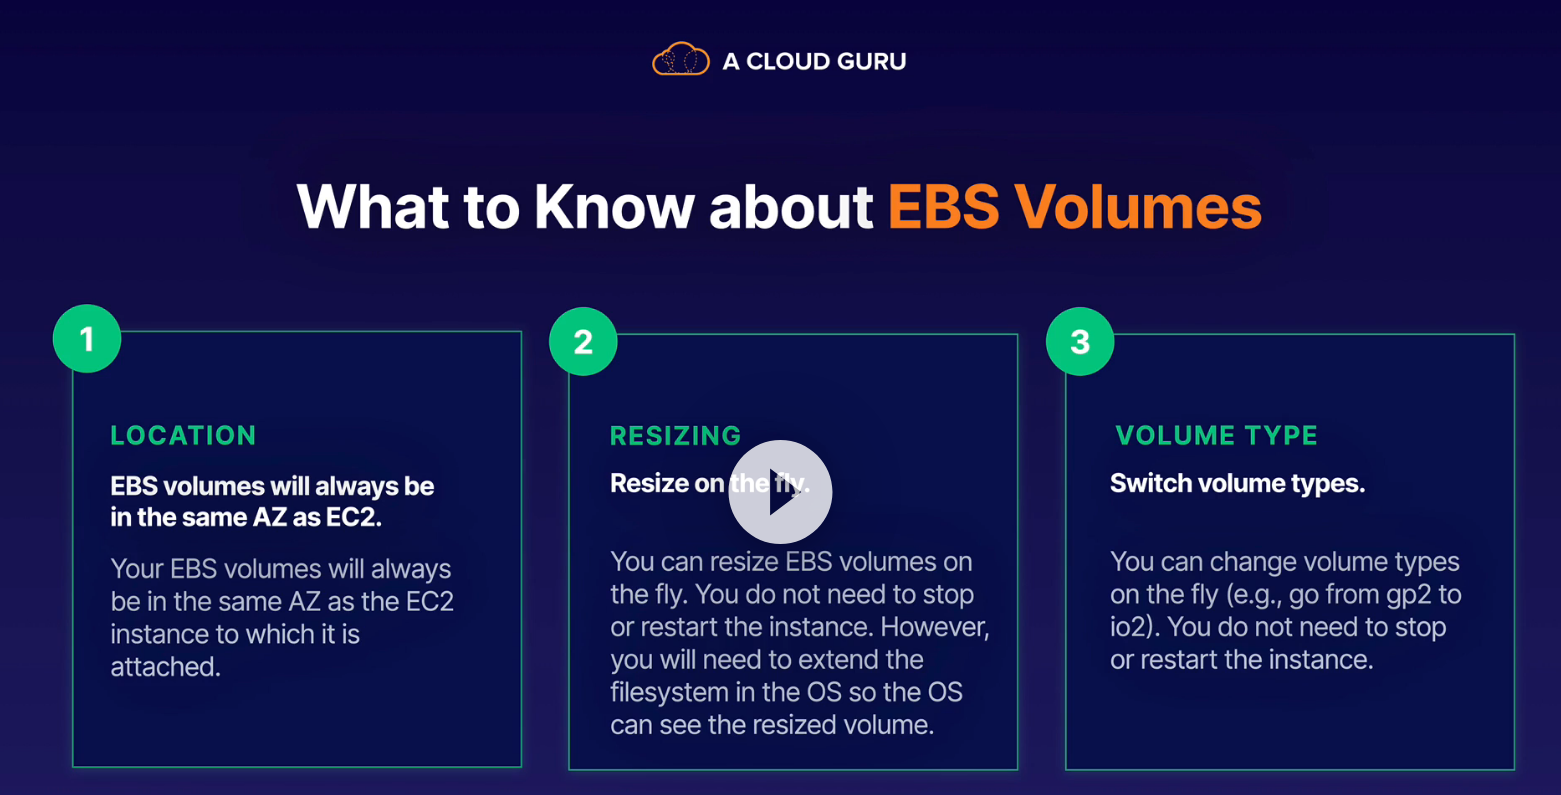 A CLOUD GURU
What to Know about EBS Volumes
1
LOCATION
EBS volumes will always be
in the same AZ as EC2.
Your EBS volumes will always
be in the same AZ as the EC2
instance to which it is
attached.
2
RESIZING
Resize on the fly.
You can resize EBS volumes on
the fly. You do not need to stop
or restart the instance. However,
you will need to extend the
filesystem in the OS so the OS
can see the resized volume.
3
VOLUME TYPE
Switch volume types.
You can change volume types
on the fly (e.g., go from gp2 to
io2). You do not need to stop
or restart the instance.